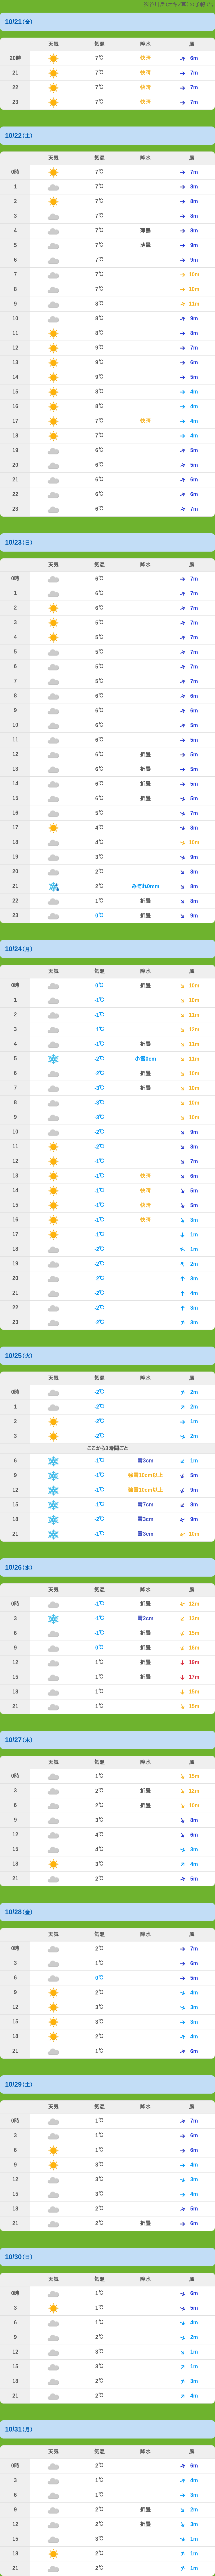 10/21(金)
天気 気温 降水 風
20時 7℃ 快晴 6m
21 7℃ 快晴 7m
22 7℃ 快晴 7m
23 7℃ 快晴 7m
10/22(土)
天気 気温 降水 風
0時 7℃ 7m
1 7℃ 8m
2 7℃ 8m
3 7℃ 8m
4 7℃ 薄曇 8m
5 7℃ 薄曇 9m
6 7℃ 9m
7 7℃ 10m
8 7℃ 10m
9 8℃ 11m
10 8℃ 9m
11 8℃ 8m
12 9℃ 7m
13 9℃ 6m
14 9℃ 5m
15 8℃ 4m
16 8℃ 4m
17 7℃ 快晴 4m
18 7℃ 4m
19 6℃ 5m
20 6℃ 5m
21 6℃ 6m
22 6℃ 6m
23 6℃ 7m
10/23(日)
天気 気温 降水 風
0時 6℃ 7m
1 6℃ 7m
2 6℃ 7m
3 5℃ 7m
4 5℃ 7m
5 5℃ 7m
6 5℃ 7m
7 5℃ 7m
8 6℃ 6m
9 6℃ 6m
10 6℃ 5m
11 6℃ 5m
12 6℃ 折曇 5m
13 6℃ 折曇 5m
14 6℃ 折曇 5m
15 6℃ 折曇 5m
16 5℃ 7m
17 4℃ 8m
18 4℃ 10m
19 3℃ 9m
20 2℃ 8m
21 2℃ みぞれ0mm 8m
22 1℃ 折曇 8m
23 0℃ 折曇 9m
10/24(月)
天気 気温 降水 風
0時 0℃ 折曇 10m
1 -1℃ 10m
2 -1℃ 11m
3 -1℃ 12m
4 -1℃ 折曇 11m
5 -2℃ 小雪0cm 11m
6 -2℃ 折曇 10m
7 -3℃ 折曇 10m
8 -3℃ 10m
9 -3℃ 10m
10 -2℃ 9m
11 -2℃ 8m
12 -1℃ 7m
13 -1℃ 快晴 6m
14 -1℃ 快晴 5m
15 -1℃ 快晴 5m
16 -1℃ 快晴 3m
17 -1℃ 1m
18 -2℃ 1m
19 -2℃ 2m
20 -2℃ 3m
21 -2℃ 4m
22 -2℃ 3m
23 -2℃ 3m
10/25(火)
天気 気温 降水 風
0時 -2℃ 2m
1 -2℃ 2m
2 -2℃ 1m
3 -2℃ 2m
ここから3時間ごと
6 -1℃ 雪3cm 1m
9 -1℃ 強雪10cm以上 5m
12 -1℃ 強雪10cm以上 9m
15 -1℃ 雪7cm 8m
18 -2℃ 雪3cm 9m
21 -1℃ 雪3cm 10m
10/26(水)
天気 気温 降水 風
0時 -1℃ 折曇 12m
3 -1℃ 雪2cm 13m
6 -1℃ 折曇 15m
9 0℃ 折曇 16m
12 1℃ 折曇 19m
15 1℃ 折曇 17m
18 1℃ 15m
21 1℃ 15m
10/27(木)
天気 気温 降水 風
0時 1℃ 15m
3 2℃ 折曇 12m
6 2℃ 折曇 10m
9 3℃ 8m
12 4℃ 6m
15 4℃ 3m
18 3℃ 4m
21 2℃ 5m
10/28(金)
天気 気温 降水 風
0時 2℃ 7m
3 1℃ 6m
6 0℃ 5m
9 2℃ 4m
12 3℃ 3m
15 3℃ 3m
18 2℃ 4m
21 1℃ 6m
10/29(土)
天気 気温 降水 風
0時 1℃ 7m
3 1℃ 6m
6 1℃ 6m
9 3℃ 4m
12 3℃ 3m
15 3℃ 4m
18 2℃ 5m
21 2℃ 折曇 6m
10/30(日)
天気 気温 降水 風
0時 1℃ 6m
3 1℃ 5m
6 1℃ 4m
9 2℃ 2m
12 3℃ 1m
15 3℃ 1m
18 2℃ 3m
21 2℃ 4m
10/31(月)
天気 気温 降水 風
0時 2℃ 6m
3 1℃ 4m
6 1℃ 3m
9 2℃ 折曇 2m
12 2℃ 折曇 3m
15 3℃ 1m
18 2℃ 1m
21 2℃ 1m